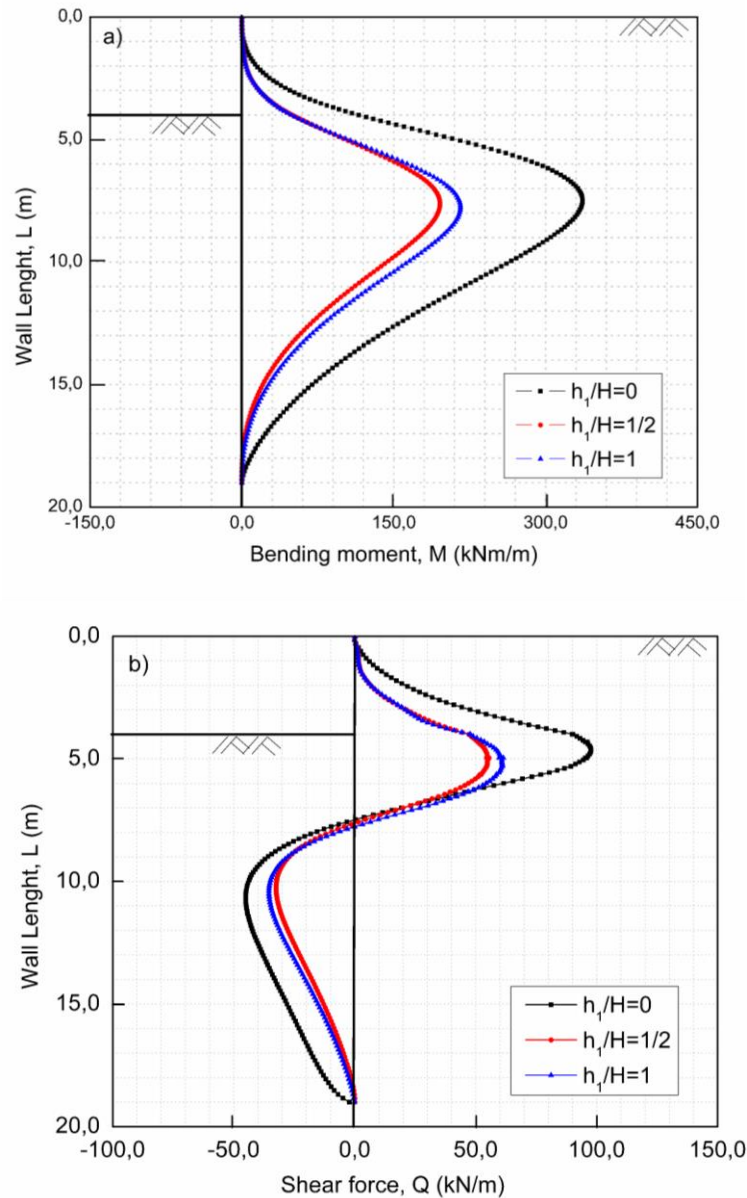 a)
0,0
5,0
10,0
15,0
20,0
Wall Lenght, L (m)
h1/H=0
h1/H=1/2
h1/H=1
-150,0 0,0 150,0 300,0 450,0
Bending moment, M (kNm/m)
b)
0,0
5,0
10,0
15,0
20,0
Wall Lenght, L (m)
h1/H=0
h1/H=1/2
h1/H=1
-100,0 -50,0 0,0 50,0 100,0 150,0
Shear force, Q (kN/m)